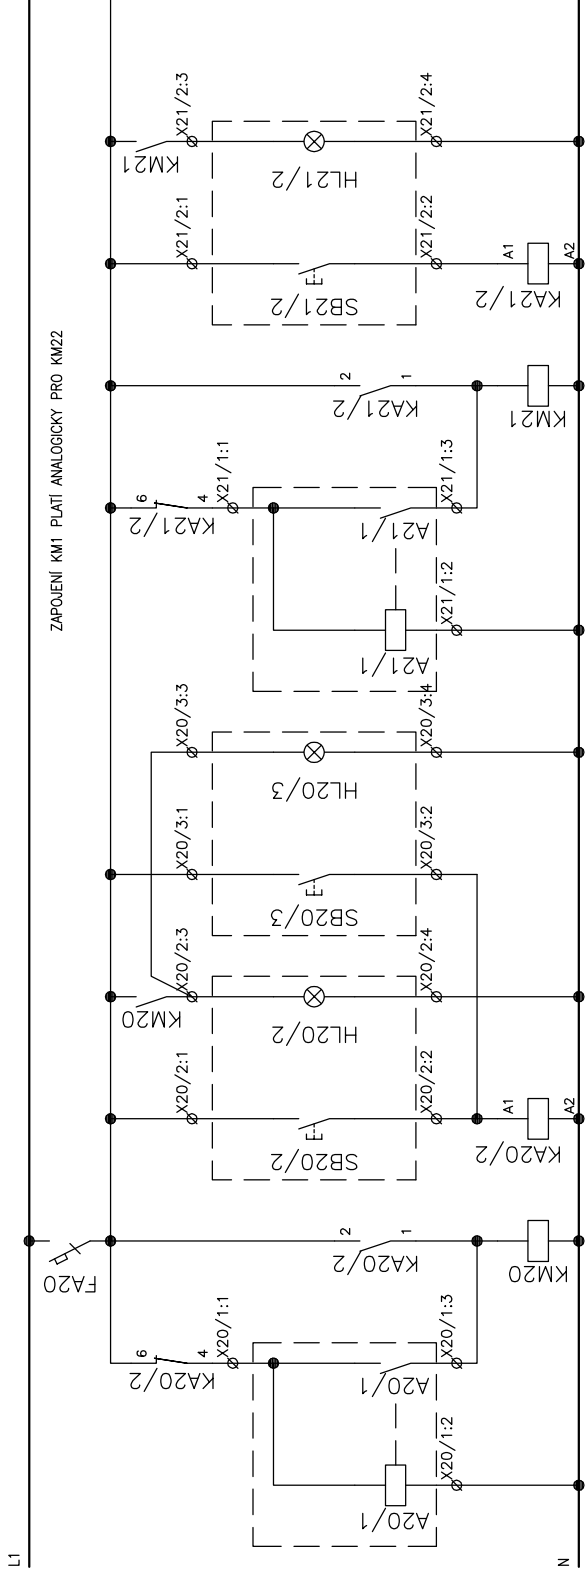 L1
N
ZAPOJENÍ KM1 PLATÍ ANALOGICKY PRO KM22
FA20
A20/1
X20/1:2
KA20/2
6
4
X20/1:1
A20/1
X20/1:3
KA20/2
2
1
KM20
X20/2:1
SB20/2
X20/2:2
KA20/2
A1
A2
KM20
X20/2:3
HL20/2
X20/2:4
X20/3:1
SB20/3
X20/3:2
X20/3:3
HL20/3
X20/3:4
A21/1
X21/1:2
KA21/2
6
4
X21/1:1
A21/1
X21/1:3
KA21/2
2
1
KM21
X21/2:1
SB21/2
X21/2:2
KA21/2
A1
A2
KM21
X21/2:3
HL21/2
X21/2:4